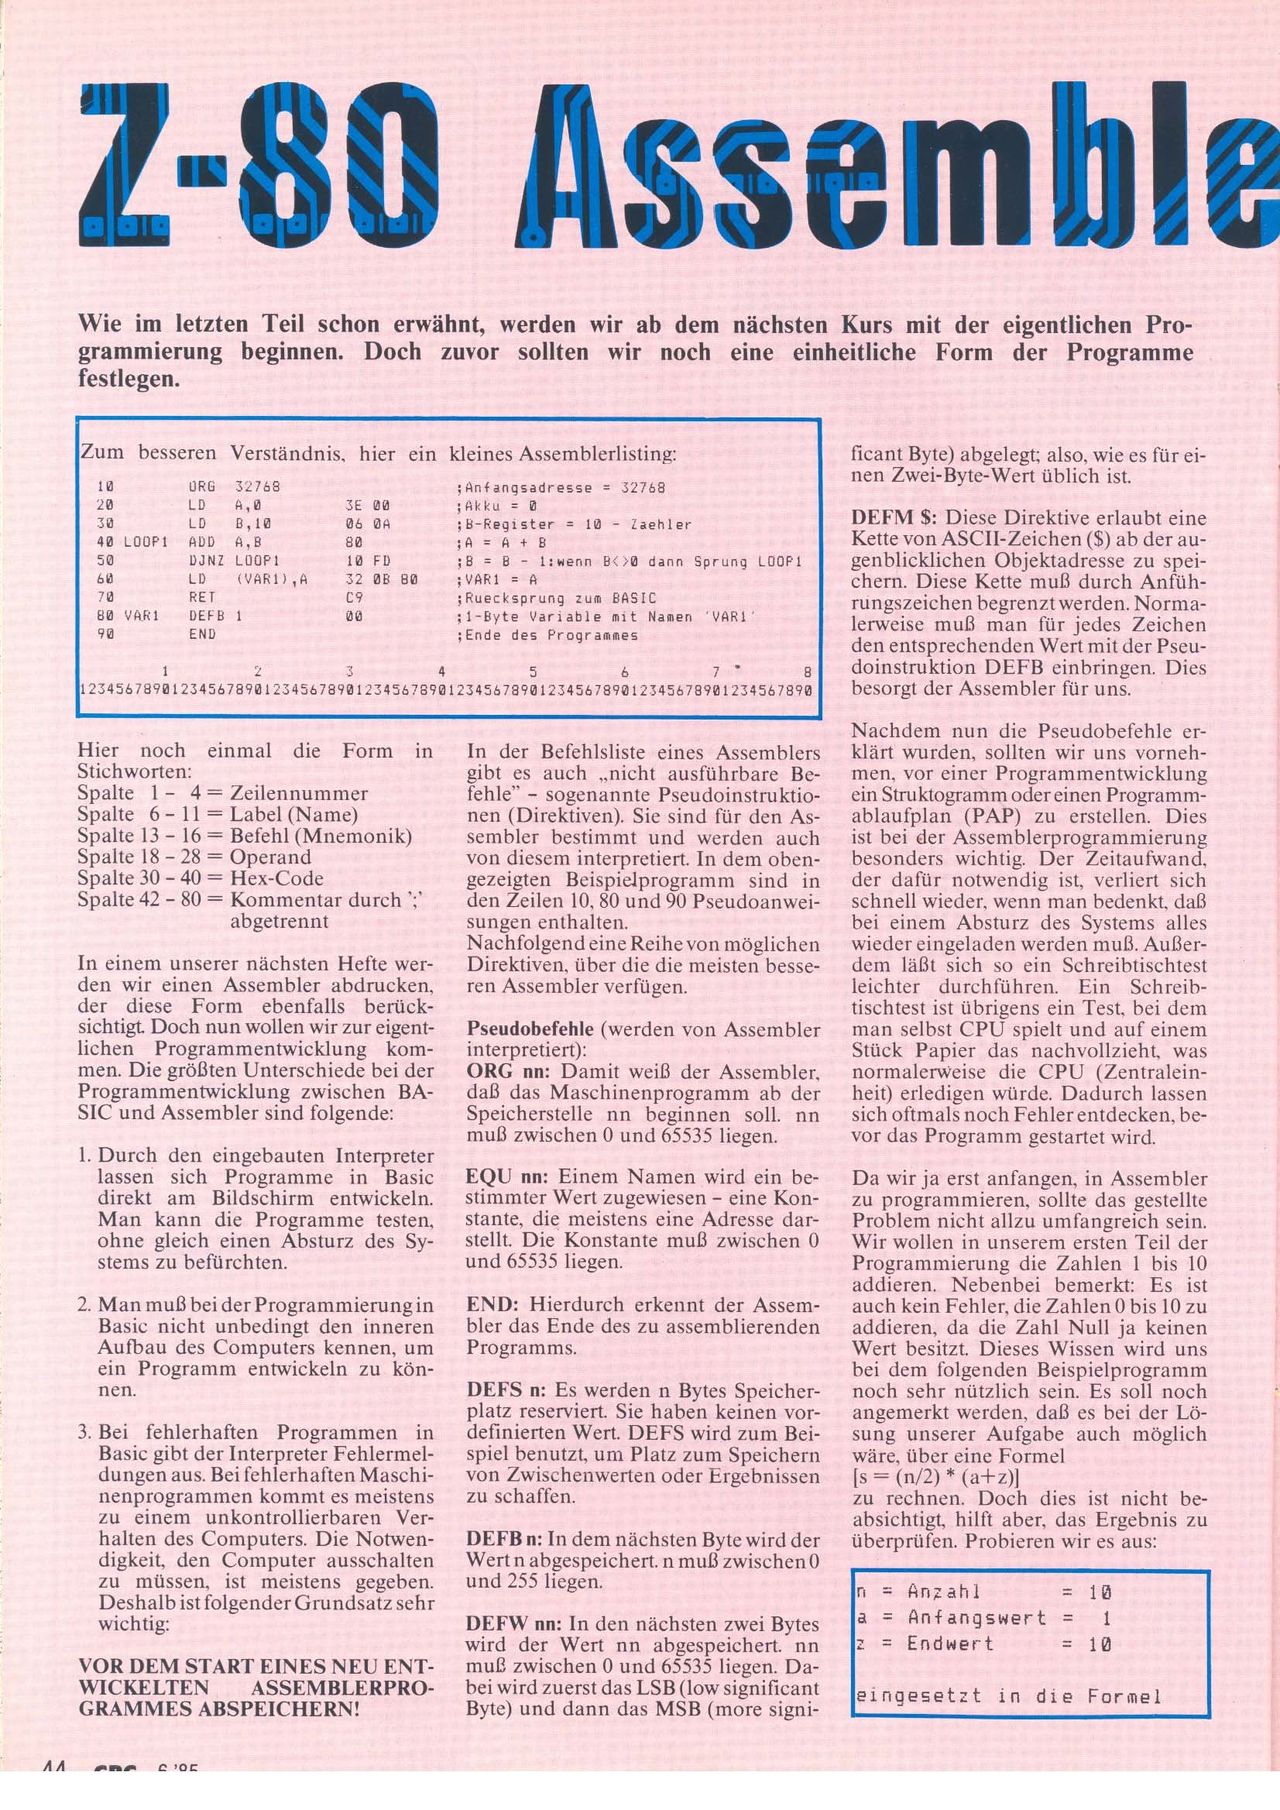 Z-80 Assemble
Wie im letzten Teil schon erwähnt, werden wir ab dem nächsten Kurs mit der eigentlichen Pro-
grammierung beginnen. Doch zuvor sollten wir noch eine einheitliche Form der Programme
festlegen.
Zum besseren Verständnis, hier ein kleines Assemblerlisting:
10 ORG 32768 ;Anfangsadresse = 32768
20 LD A,0 3E 00 ;Akku = 0
30 LD B,10 06 0A ;B-Register = 10 - Zaehler
40 LOOP1 ADD A,B 80 ;A = A + B
50 DJNZ LOOP1 10 FD ;B = B - 1:wenn B<>0 dann Sprung LOOP1
60 LD (VAR1),A 32 0B 80 ;VAR1 = A
70 RET C9 ;Ruecksprung zum BASIC
80 VAR1 DEFB 1 00 ;1-Byte Variable mit Namen 'VAR1'
90 END ;Ende des Programmes
1 2 3 4 5 6 7 8
12345678901234567890123456789012345678901234567890123456789012345678901234567890
Hier noch einmal die Form in
Stichworten:
Spalte 1 – 4 = Zeilennummer
Spalte 6 – 11 = Label (Name)
Spalte 13 – 16 = Befehl (Mnemonik)
Spalte 18 – 28 = Operand
Spalte 30 – 40 = Hex-Code
Spalte 42 – 80 = Kommentar durch ';'
abgetrennt
In einem unserer nächsten Hefte wer-
den wir einen Assembler abdrucken,
der diese Form ebenfalls berück-
sichtigt. Doch nun wollen wir zur eigent-
lichen Programmentwicklung kom-
men. Die größten Unterschiede bei der
Programmentwicklung zwischen BA-
SIC und Assembler sind folgende:
1. Durch den eingebauten Interpreter
lassen sich Programme in Basic
direkt am Bildschirm entwickeln.
Man kann die Programme testen,
ohne gleich einen Absturz des Sy-
stems zu befürchten.
2. Man muß bei der Programmierung in
Basic nicht unbedingt den inneren
Aufbau des Computers kennen, um
ein Programm entwickeln zu kön-
nen.
3. Bei fehlerhaften Programmen in
Basic gibt der Interpreter Fehlermel-
dungen aus. Bei fehlerhaften Maschi-
nenprogrammen kommt es meistens
zu einem unkontrollierbaren Ver-
halten des Computers. Die Notwen-
digkeit, den Computer ausschalten
zu müssen, ist meistens gegeben.
Deshalb ist folgender Grundsatz sehr
wichtig:
VOR DEM START EINES NEU ENT-
WICKELTEN ASSEMBLERPRO-
GRAMMES ABSPEICHERN!
In der Befehlsliste eines Assemblers
gibt es auch „nicht ausführbare Be-
fehle” – sogenannte Pseudoinstruktio-
nen (Direktiven). Sie sind für den As-
sembler bestimmt und werden auch
von diesem interpretiert. In dem oben-
gezeigten Beispielprogramm sind in
den Zeilen 10, 80 und 90 Pseudoanwei-
sungen enthalten.
Nachfolgend eine Reihe von möglichen
Direktiven, über die die meisten besse-
ren Assembler verfügen.
Pseudobefehle (werden von Assembler
interpretiert):
ORG nn: Damit weiß der Assembler,
daß das Maschinenprogramm ab der
Speicherstelle nn beginnen soll. nn
muß zwischen 0 und 65535 liegen.
EQU nn: Einem Namen wird ein be-
stimmter Wert zugewiesen – eine Kon-
stante, die meistens eine Adresse dar-
stellt. Die Konstante muß zwischen 0
und 65535 liegen.
END: Hierdurch erkennt der Assem-
bler das Ende des zu assemblierenden
Programms.
DEFS n: Es werden n Bytes Speicher-
platz reserviert. Sie haben keinen vor-
definierten Wert. DEFS wird zum Bei-
spiel benutzt, um Platz zum Speichern
von Zwischenwerten oder Ergebnissen
zu schaffen.
DEFB n: In dem nächsten Byte wird der
Wert n abgespeichert. n muß zwischen 0
und 255 liegen.
DEFW nn: In den nächsten zwei Bytes
wird der Wert nn abgespeichert. nn
muß zwischen 0 und 65535 liegen. Da-
bei wird zuerst das LSB (low significant
Byte) und dann das MSB (more signi-
ficant Byte) abgelegt; also, wie es für ei-
nen Zwei-Byte-Wert üblich ist.
DEFM $: Diese Direktive erlaubt eine
Kette von ASCII-Zeichen ($) ab der au-
genblicklichen Objektadresse zu spei-
chern. Diese Kette muß durch Anfüh-
rungszeichen begrenzt werden. Norma-
lerweise muß man für jedes Zeichen
den entsprechenden Wert mit der Pseu-
doinstruktion DEFB einbringen. Dies
besorgt der Assembler für uns.
Nachdem nun die Pseudobefehle er-
klärt wurden, sollten wir uns vorneh-
men, vor einer Programmentwicklung
ein Struktogramm oder einen Programm-
ablaufplan (PAP) zu erstellen. Dies
ist bei der Assemblerprogrammierung
besonders wichtig. Der Zeitaufwand,
der dafür notwendig ist, verliert sich
schnell wieder, wenn man bedenkt, daß
bei einem Absturz des Systems alles
wieder eingeladen werden muß. Außer-
dem läßt sich so ein Schreibtischtest
leichter durchführen. Ein Schreib-
tischtest ist übrigens ein Test, bei dem
man selbst CPU spielt und auf einem
Stück Papier das nachvollzieht, was
normalerweise die CPU (Zentralein-
heit) erledigen würde. Dadurch lassen
sich oftmals noch Fehler entdecken, be-
vor das Programm gestartet wird.
Da wir ja erst anfangen, in Assembler
zu programmieren, sollte das gestellte
Problem nicht allzu umfangreich sein.
Wir wollen in unserem ersten Teil der
Programmierung die Zahlen 1 bis 10
addieren. Nebenbei bemerkt: Es ist
auch kein Fehler, die Zahlen 0 bis 10 zu
addieren, da die Zahl Null ja keinen
Wert besitzt. Dieses Wissen wird uns
bei dem folgenden Beispielprogramm
noch sehr nützlich sein. Es soll noch
angemerkt werden, daß es bei der Lö-
sung unserer Aufgabe auch möglich
wäre, über eine Formel
[s = (n/2) * (a+z)]
zu rechnen. Doch dies ist nicht be-
absichtigt, hilft aber, das Ergebnis zu
überprüfen. Probieren wir es aus:
n = Anzahl = 10
a = Anfangswert = 1
z = Endwert = 10
eingesetzt in die Formel
44 CPC 6 '85